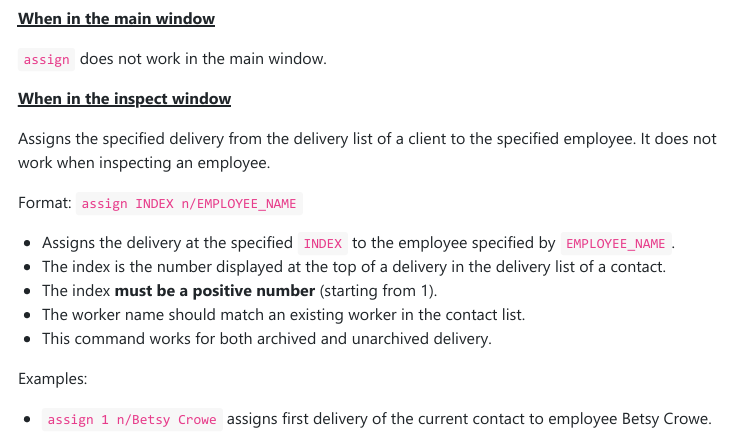 When in the main window
assign does not work in the main window.
When in the inspect window
Assigns the specified delivery from the delivery list of a client to the specified employee. It does not
work when inspecting an employee.
Format: assign INDEX n/EMPLOYEE_NAME
• Assigns the delivery at the specified INDEX to the employee specified by EMPLOYEE_NAME .
• The index is the number displayed at the top of a delivery in the delivery list of a contact.
• The index must be a positive number (starting from 1).
• The worker name should match an existing worker in the contact list.
• This command works for both archived and unarchived delivery.
Examples:
• assign 1 n/Betsy Crowe assigns first delivery of the current contact to employee Betsy Crowe.